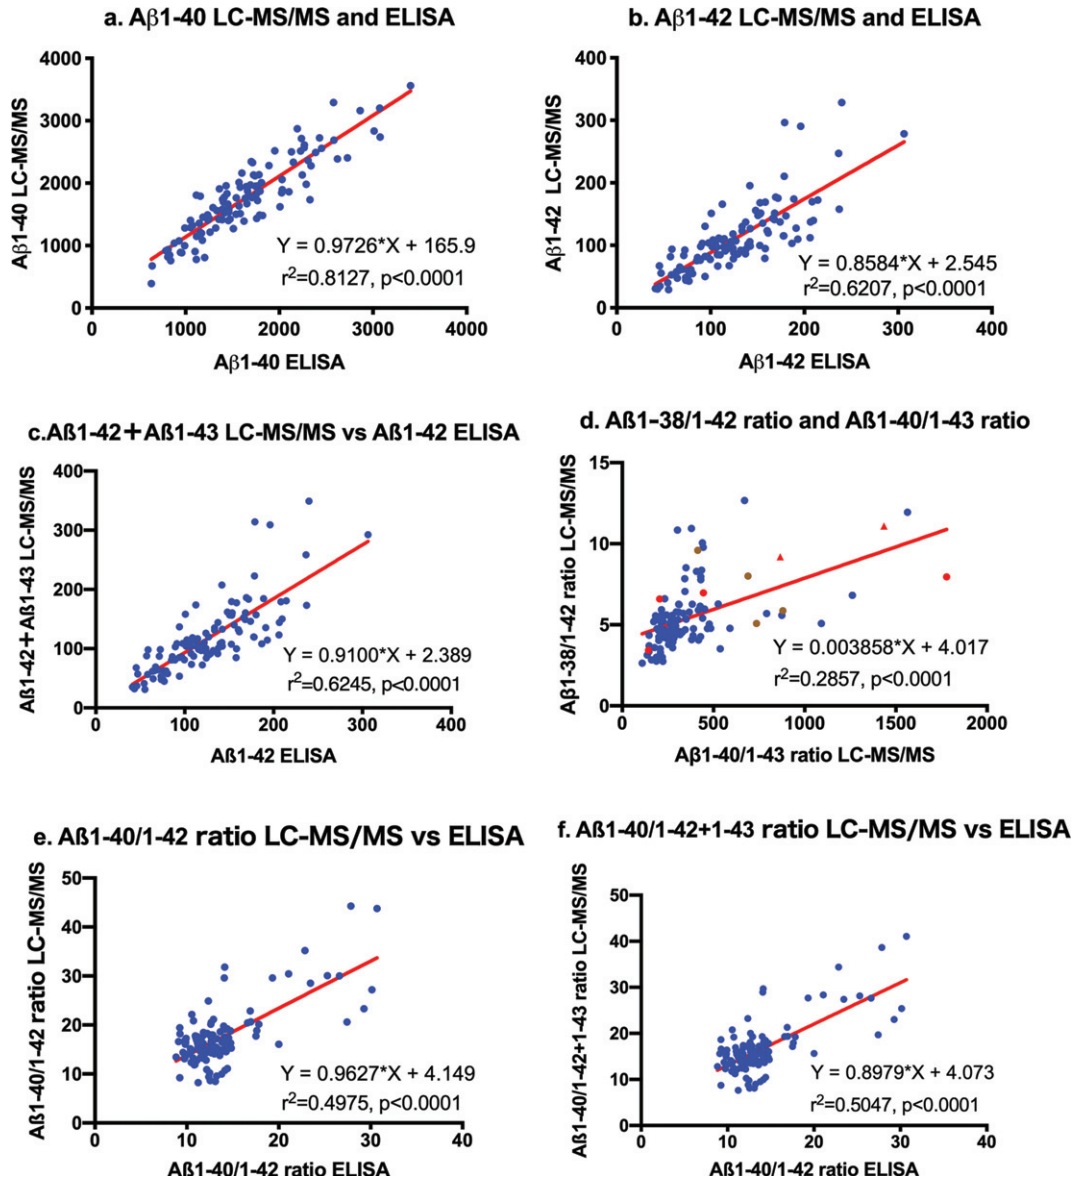 a. Aβ1-40 LC-MS/MS and ELISA
Aβ1-40 LC-MS/MS
4000
3000
2000
1000
0
Y = 0.9726*X + 165.9
r²=0.8127, p<0.0001
0 1000 2000 3000 4000
Aβ1-40 ELISA
b. Aβ1-42 LC-MS/MS and ELISA
Aβ1-42 LC-MS/MS
400
300
200
100
0
Y = 0.8584*X + 2.545
r²=0.6207, p<0.0001
0 100 200 300 400
Aβ1-42 ELISA
c.Aß1-42+Aß1-43 LC-MS/MS vs Aß1-42 ELISA
Aß1-42+Aß1-43 LC-MS/MS
400
300
200
100
0
Y = 0.9100*X + 2.389
r²=0.6245, p<0.0001
0 100 200 300 400
Aß1-42 ELISA
d. Aß1-38/1-42 ratio and Aß1-40/1-43 ratio
Aβ1-38/1-42 ratio LC-MS/MS
15
10
5
0
Y = 0.003858*X + 4.017
r²=0.2857, p<0.0001
0 500 1000 1500 2000
Aβ1-40/1-43 ratio LC-MS/MS
e. Aß1-40/1-42 ratio LC-MS/MS vs ELISA
Aß1-40/1-42 ratio LC-MS/MS
50
40
30
20
10
0
Y = 0.9627*X + 4.149
r²=0.4975, p<0.0001
0 10 20 30 40
Aß1-40/1-42 ratio ELISA
f. Aß1-40/1-42+1-43 ratio LC-MS/MS vs ELISA
Aß1-40/1-42+1-43 ratio LC-MS/MS
50
40
30
20
10
0
Y = 0.8979*X + 4.073
r²=0.5047, p<0.0001
0 10 20 30 40
Aß1-40/1-42 ratio ELISA